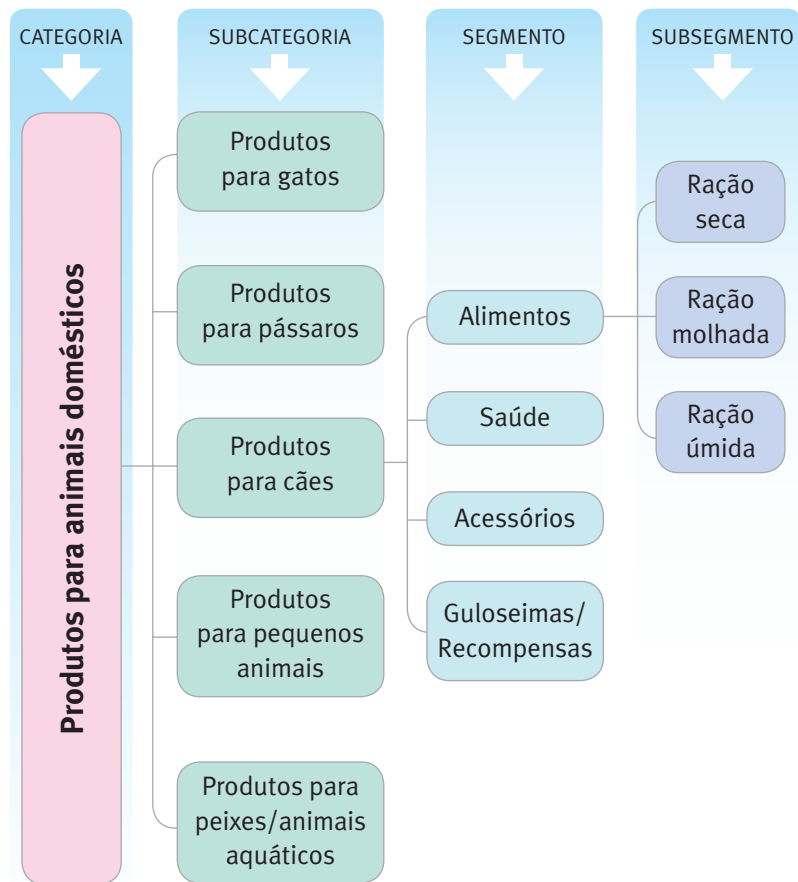 CATEGORIA
SUBCATEGORIA
SEGMENTO
SUBSEGMENTO
Produtos para animais domésticos
Produtos
para gatos
Produtos
para pássaros
Produtos
para cães
Produtos
para pequenos
animais
Produtos para
peixes/animais
aquáticos
Alimentos
Saúde
Acessórios
Guloseimas/
Recompensas
Ração
seca
Ração
molhada
Ração
úmida